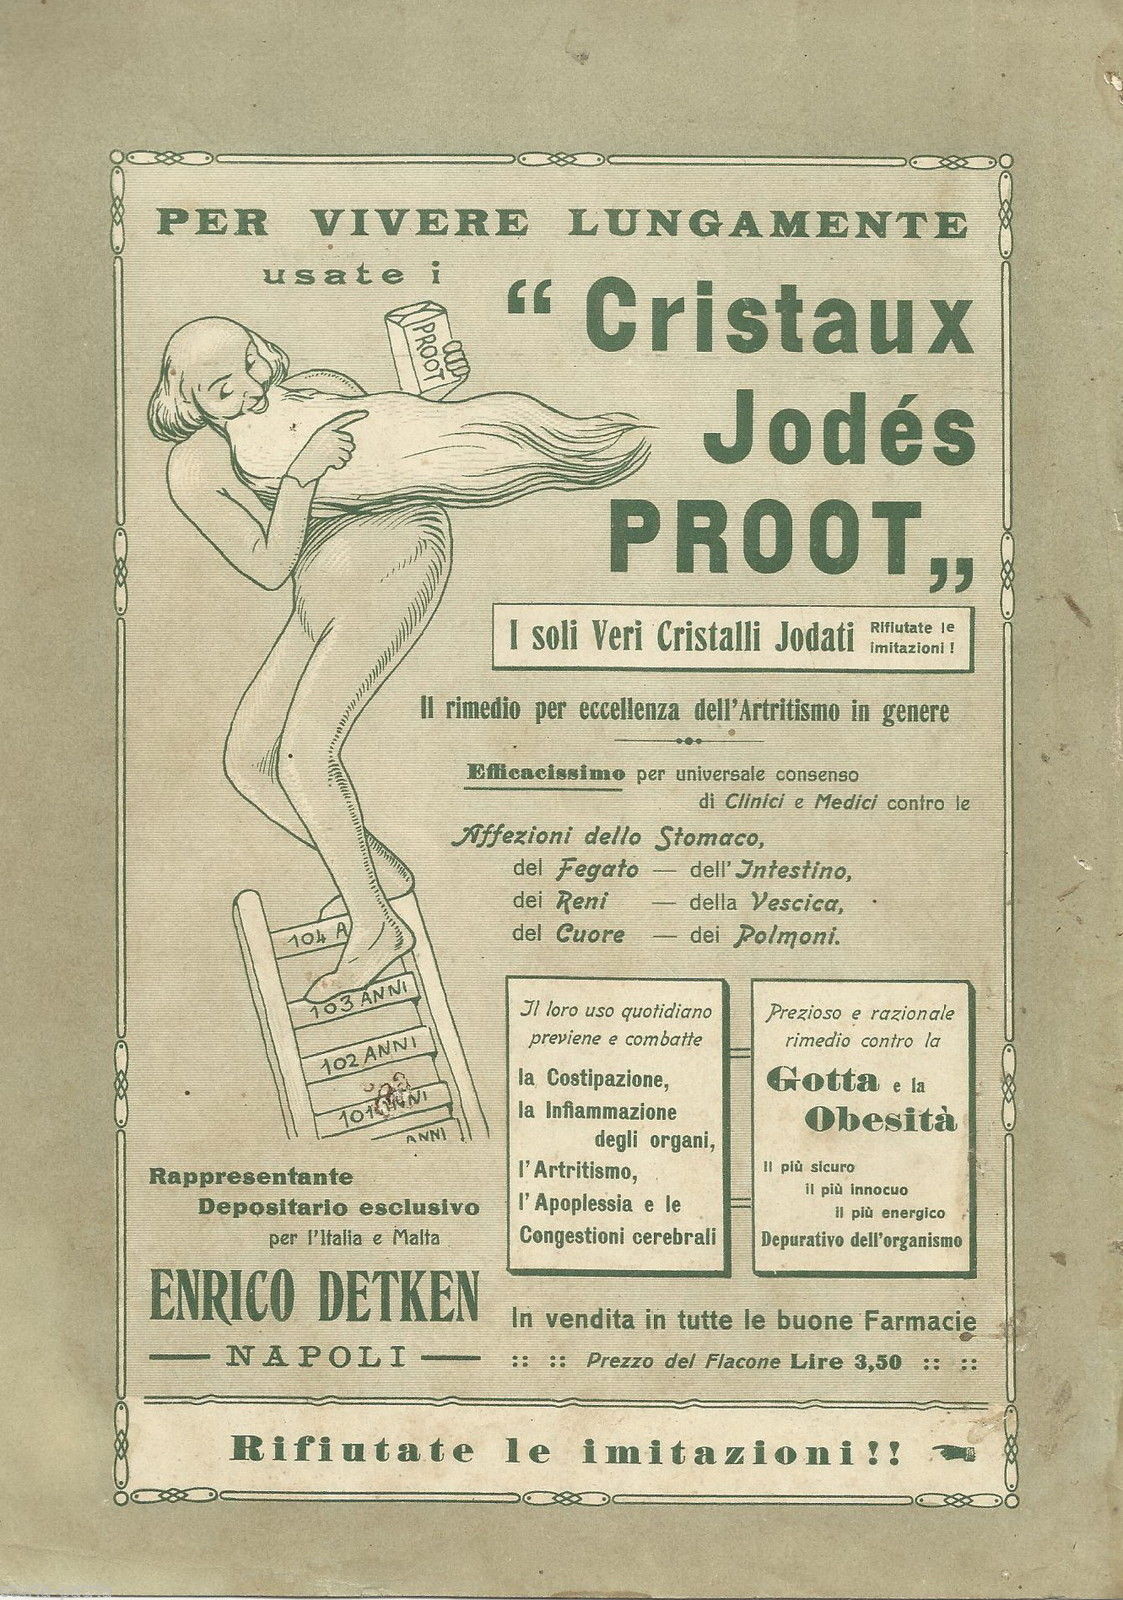 PER VIVERE LUNGAMENTE
usate i
“ Cristaux
Jodés
PROOT„
PROOT
I soli Veri Cristalli Jodati Rifiutate le imitazioni !
Il rimedio per eccellenza dell'Artritismo in genere
Efficacissimo per universale consenso
di Clinici e Medici contro le
Affezioni dello Stomaco,
del Fegato — dell'Intestino,
dei Reni — della Vescica,
del Cuore — dei Polmoni.
104 A
103 ANNI
102 ANNI
101 ANNI
ANNI
Il loro uso quotidiano
previene e combatte
la Costipazione,
la Infiammazione
degli organi,
l'Artritismo,
l'Apoplessia e le
Congestioni cerebrali
Prezioso e razionale
rimedio contro la
Gotta e la
Obesità
Il più sicuro
il più innocuo
il più energico
Depurativo dell'organismo
Rappresentante
Depositario esclusivo
per l'Italia e Malta
ENRICO DETKEN
— NAPOLI —
In vendita in tutte le buone Farmacie
:: :: Prezzo del Flacone Lire 3,50 :: ::
Rifiutate le imitazioni!!